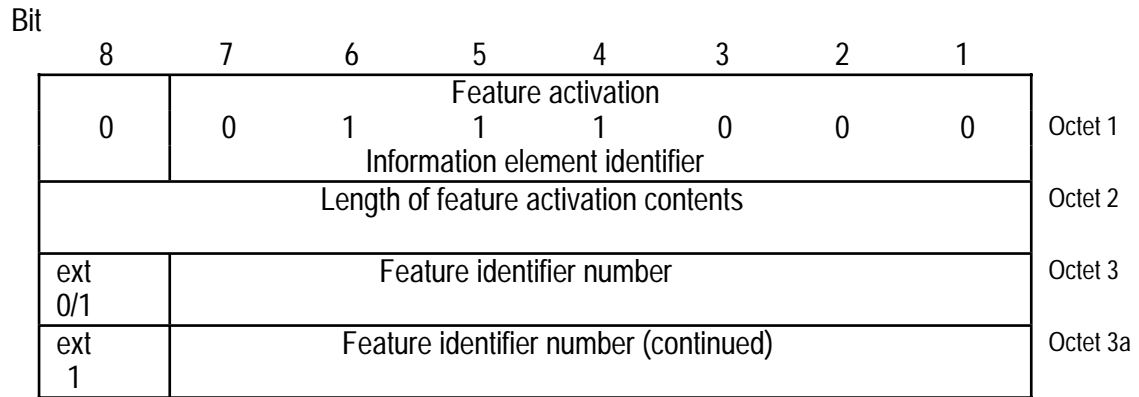 Bit
8 7 6 5 4 3 2 1
Feature activation
0 0 1 1 1 0 0 0 Octet 1
Information element identifier
Length of feature activation contents Octet 2
ext Feature identifier number Octet 3
0/1
ext Feature identifier number (continued) Octet 3a
1